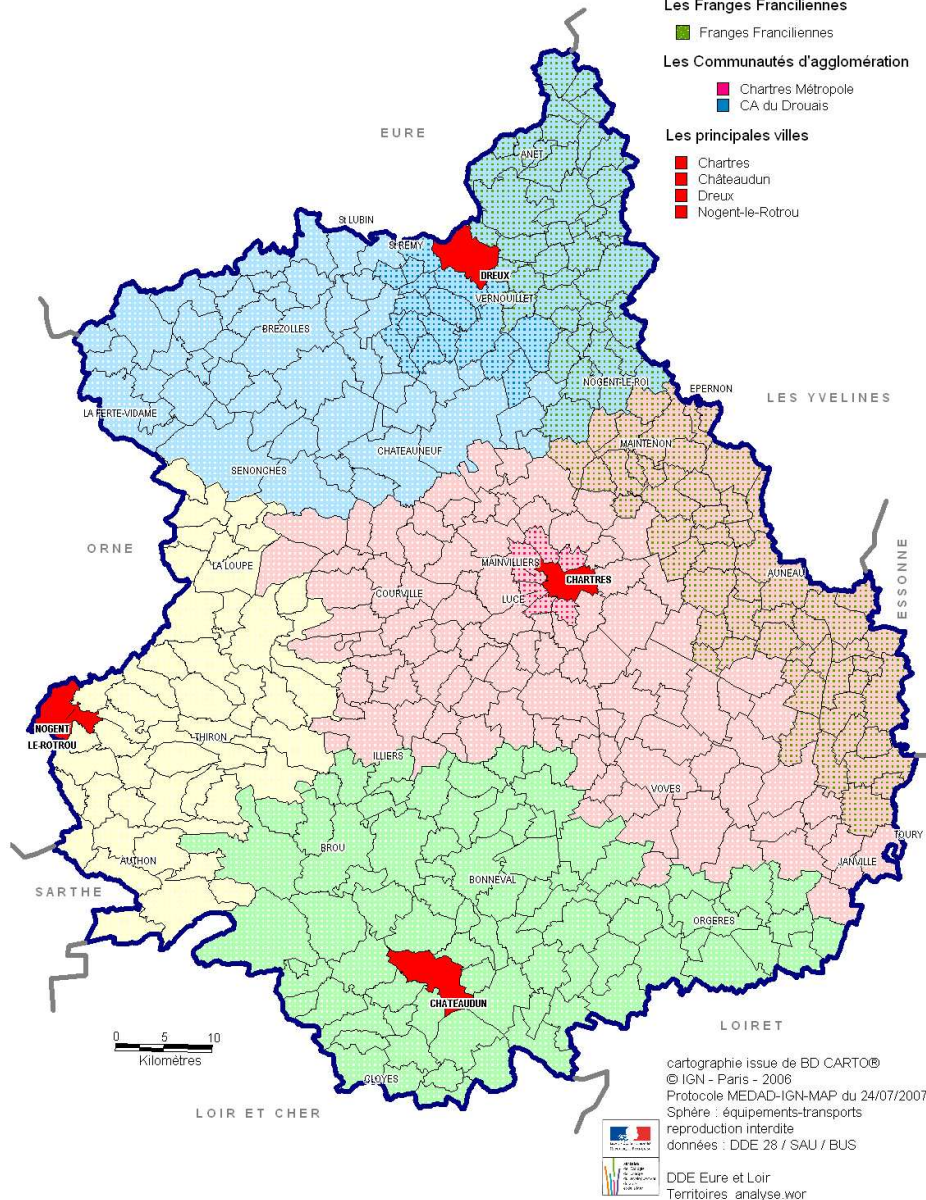 Les Franges Franciliennes
Franges Franciliennes
Les Communautés d'agglomération
Chartres Métropole
CA du Drouais
Les principales villes
Chartres
Châteaudun
Dreux
Nogent-le-Rotrou
EURE
ANET
St LUBIN
St REMY
DREUX
VERNOUILLET
BREZOLLES
NOGENT-LE-ROI
EPERNON
LES YVELINES
LA FERTE-VIDAME
MAINTENON
CHATEAUNEUF
SENONCHES
ORNE
LA LOUPE
MAINVILLIERS
CHARTRES
AUNEAU
ESSONNE
COURVILLE
LUCE
NOGENT
LE-ROTROU
THIRON
ILLIERS
VOVES
TOURY
BROU
AUTHON
JANVILLE
SARTHE
BONNEVAL
ORGERES
CHATEAUDUN
LOIRET
0 5 10
Kilomètres
CLOYES
LOIR ET CHER
cartographie issue de BD CARTO®
© IGN - Paris - 2006
Protocole MEDAD-IGN-MAP du 24/07/2007
Sphère : équipements-transports
reproduction interdite
données : DDE 28 / SAU / BUS
DDE Eure et Loir
Territoires_analyse.wor